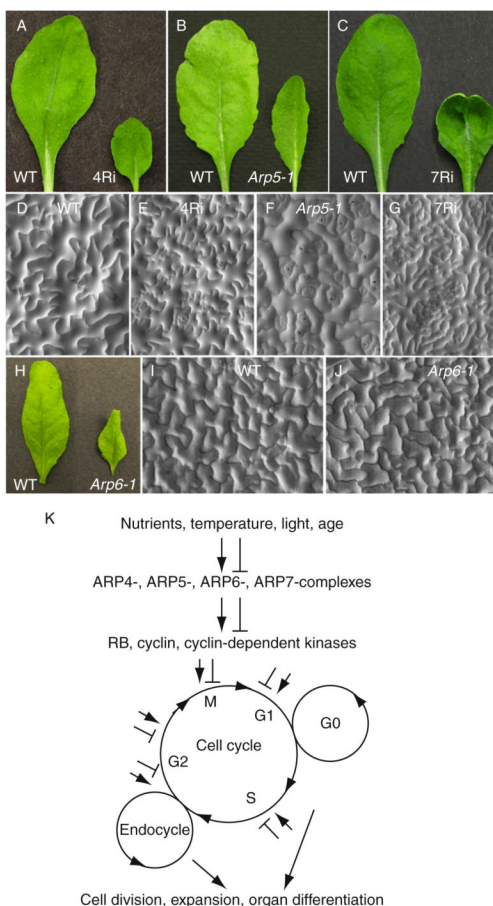 A
WT
4Ri
B
WT
Arp5-1
C
WT
7Ri
D
WT
E
4Ri
F
Arp5-1
G
7Ri
H
WT
Arp6-1
I
WT
J
Arp6-1
K
Nutrients, temperature, light, age
ARP4-, ARP5-, ARP6-, ARP7-complexes
RB, cyclin, cyclin-dependent kinases
M
G1
G0
Cell cycle
G2
S
Endocycle
Cell division, expansion, organ differentiation